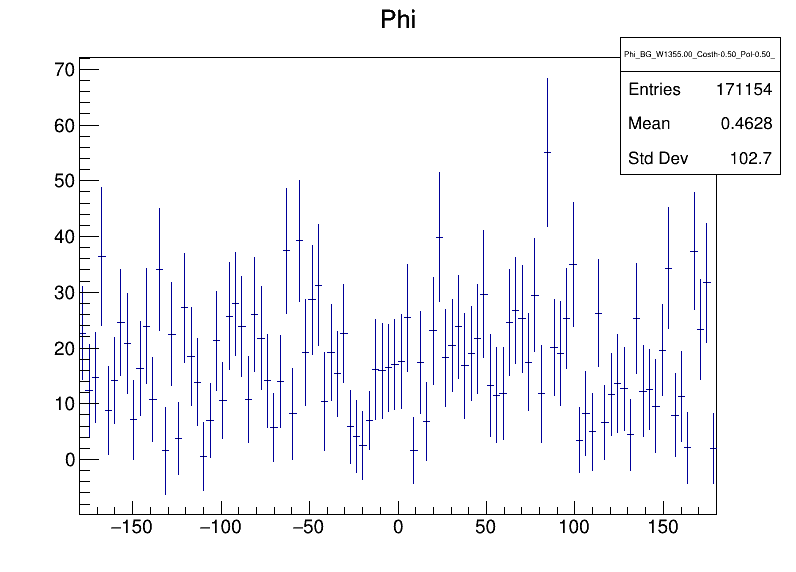 Phi
Phi_BG_W1355.00_Costh-0.50_Pol-0.50_
Entries 171154
Mean 0.4628
Std Dev 102.7
70
60
50
40
30
20
10
0
−150 −100 −50 0 50 100 150